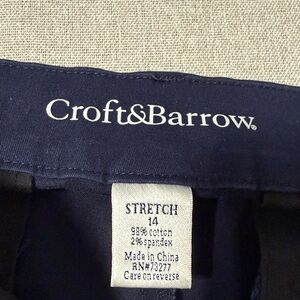 Croft&Barrow®
STRETCH
14
98% cotton
2% spandex
Made in China
RN#73277
Care on reverse